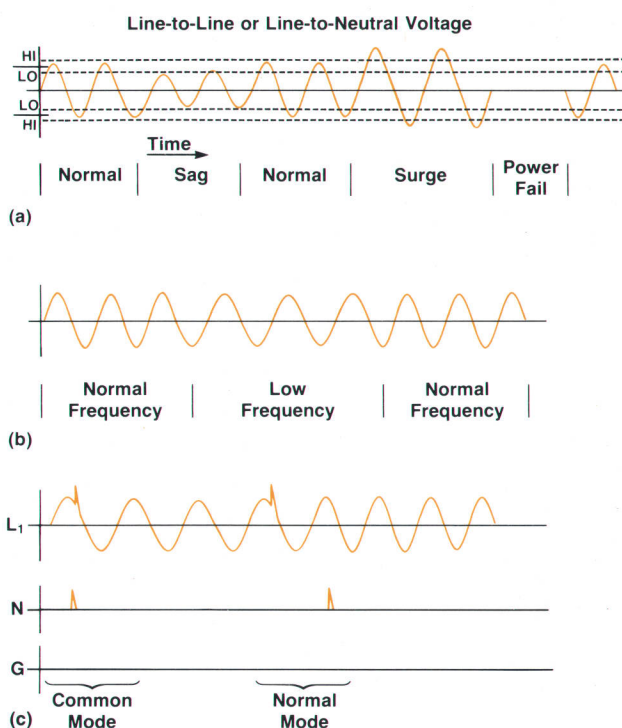 Line-to-Line or Line-to-Neutral Voltage
HI
LO
LO
HI
Time
Normal
Sag
Normal
Surge
Power
Fail
(a)
Normal
Frequency
Low
Frequency
Normal
Frequency
(b)
L1
N
G
Common
Mode
Normal
Mode
(c)